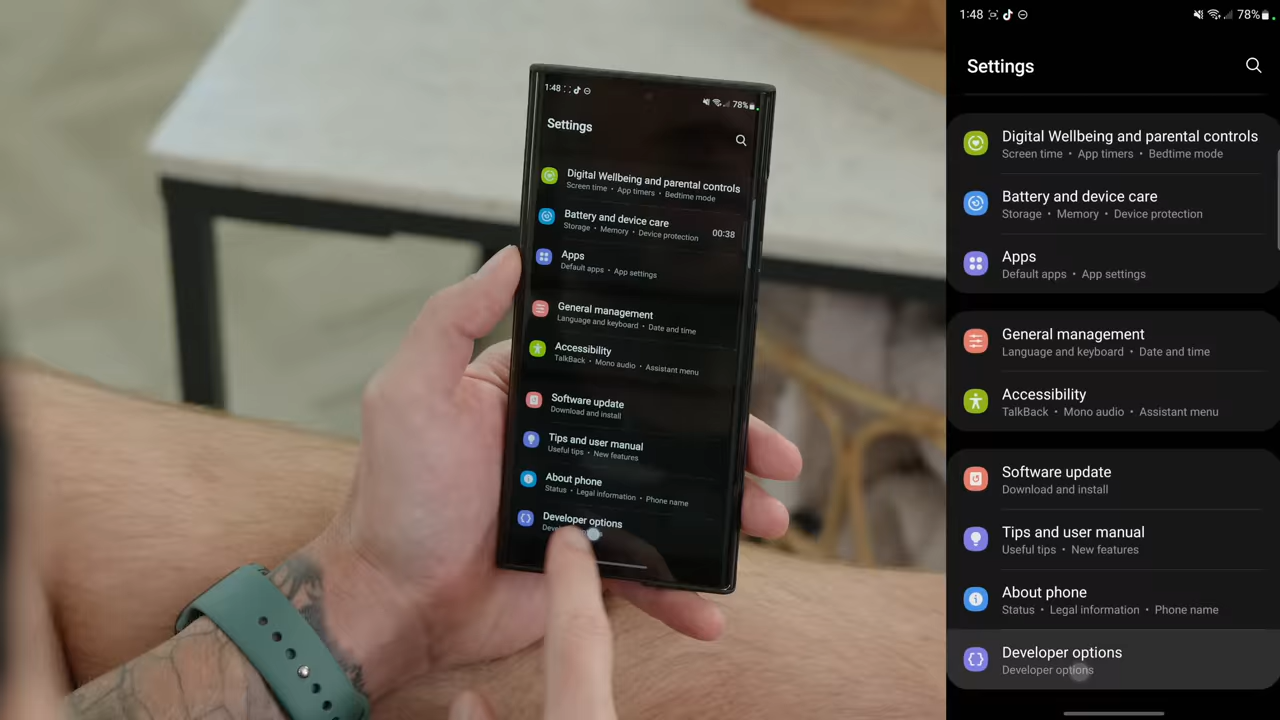 1:48
78%
Settings
Digital Wellbeing and parental controls
Screen time • App timers • Bedtime mode
Battery and device care
Storage • Memory • Device protection
00:38
Apps
Default apps • App settings
General management
Language and keyboard • Date and time
Accessibility
TalkBack • Mono audio • Assistant menu
Software update
Download and install
Tips and user manual
Useful tips • New features
About phone
Status • Legal information • Phone name
Developer options
1:48
78%
Settings
Digital Wellbeing and parental controls
Screen time • App timers • Bedtime mode
Battery and device care
Storage • Memory • Device protection
Apps
Default apps • App settings
General management
Language and keyboard • Date and time
Accessibility
TalkBack • Mono audio • Assistant menu
Software update
Download and install
Tips and user manual
Useful tips • New features
About phone
Status • Legal information • Phone name
Developer options
Developer options